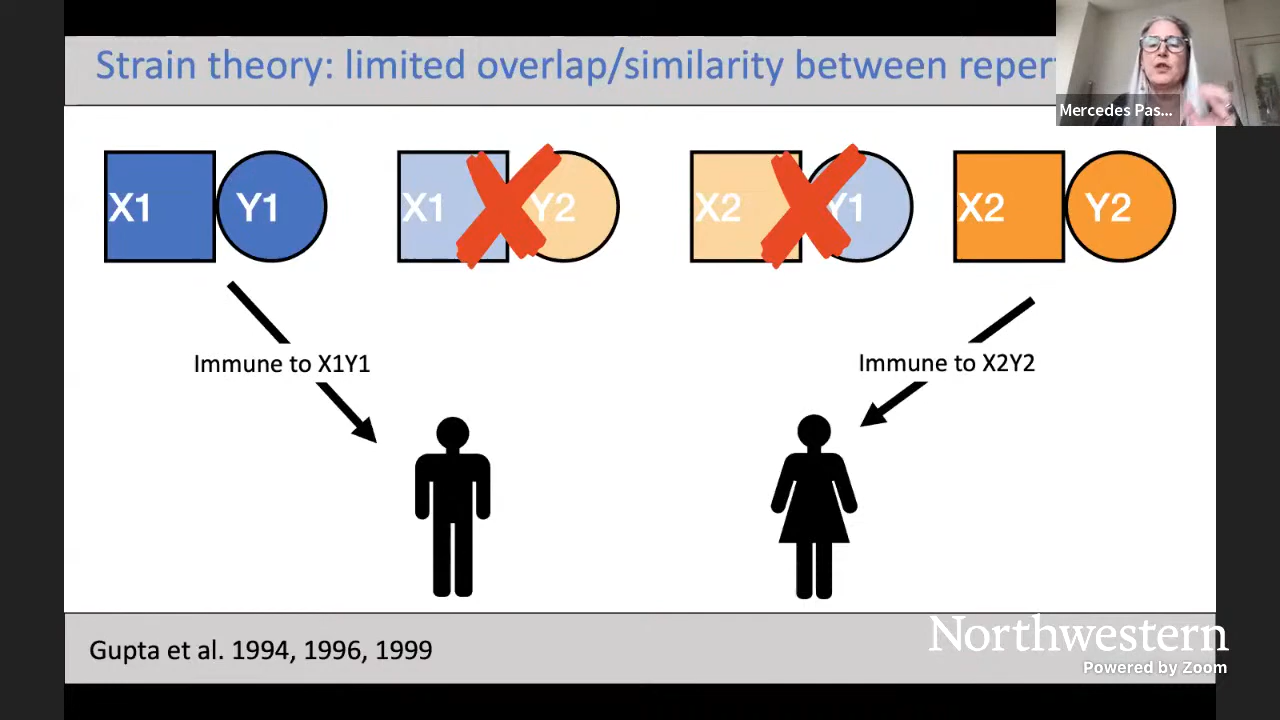 Strain theory: limited overlap/similarity between
Mercedes Pas...
X1 Y1 X1 Y2 X2 Y1 X2 Y2
Immune to X1Y1 Immune to X2Y2
Gupta et al. 1994, 1996, 1999
Northwestern
Powered by Zoom